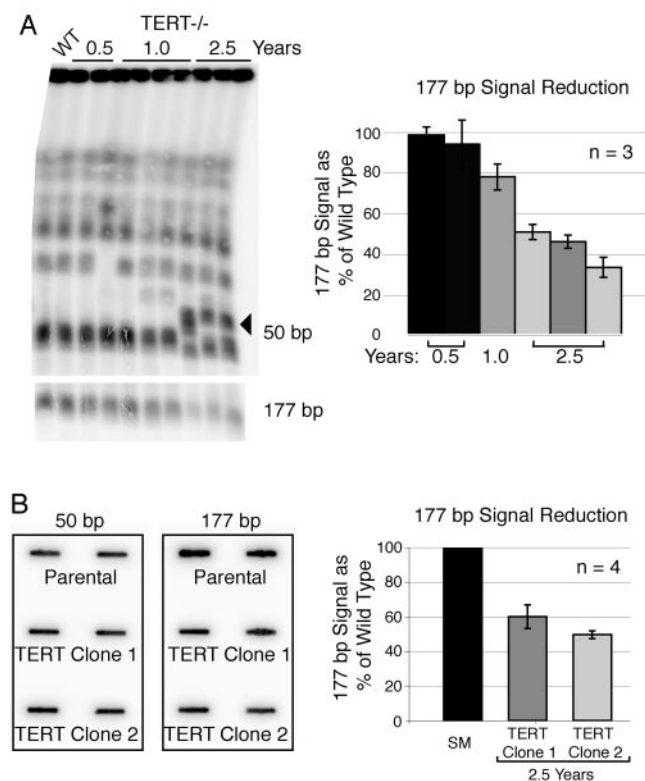 A
TERT-/-
WT 0.5 1.0 2.5 Years
50 bp
177 bp
177 bp Signal Reduction
n = 3
177 bp Signal as
% of Wild Type
100
80
60
40
20
0
Years: 0.5 1.0 2.5
B
50 bp 177 bp
Parental Parental
TERT Clone 1 TERT Clone 1
TERT Clone 2 TERT Clone 2
177 bp Signal Reduction
n = 4
177 bp Signal as
% of Wild Type
100
80
60
40
20
0
SM
TERT
Clone 1
TERT
Clone 2
2.5 Years